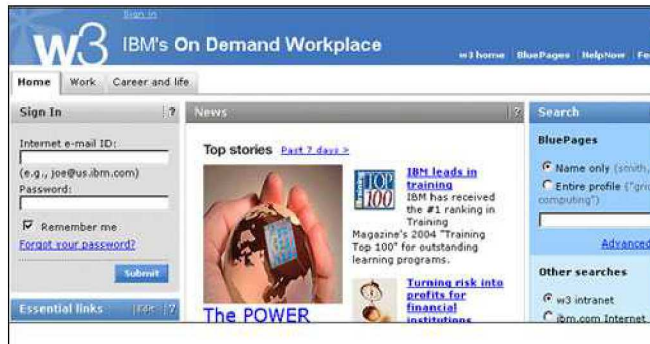 Sign in
w3 IBM's On Demand Workplace
w3 home BluePages HelpNow
Home Work Career and life
Sign In ?
Internet e-mail ID:
(e.g., joe@us.ibm.com)
Password:
Remember me
Forgot your password?
Submit
Essential links Edit ?
News ?
Top stories Past 7 days >
Training TOP 100
IBM leads in
training
IBM has received
the #1 ranking in
Training
Magazine's 2004 "Training
Top 100" for outstanding
learning programs.
The POWER
Turning risk into
profits for
financial
institutions
Search
BluePages
Name only (smith,
Entire profile
computing")
Advanced
Other searches
w3 intranet
ibm.com Internet